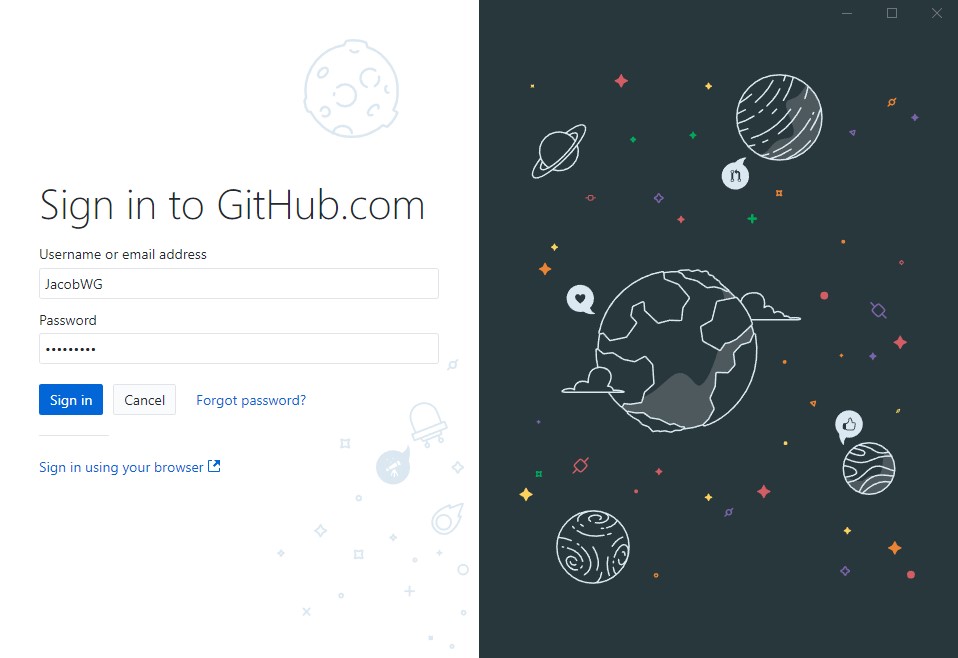 Sign in to GitHub.com
Username or email address
JacobWG
Password
•••••••••
Sign in
Cancel
Forgot password?
Sign in using your browser